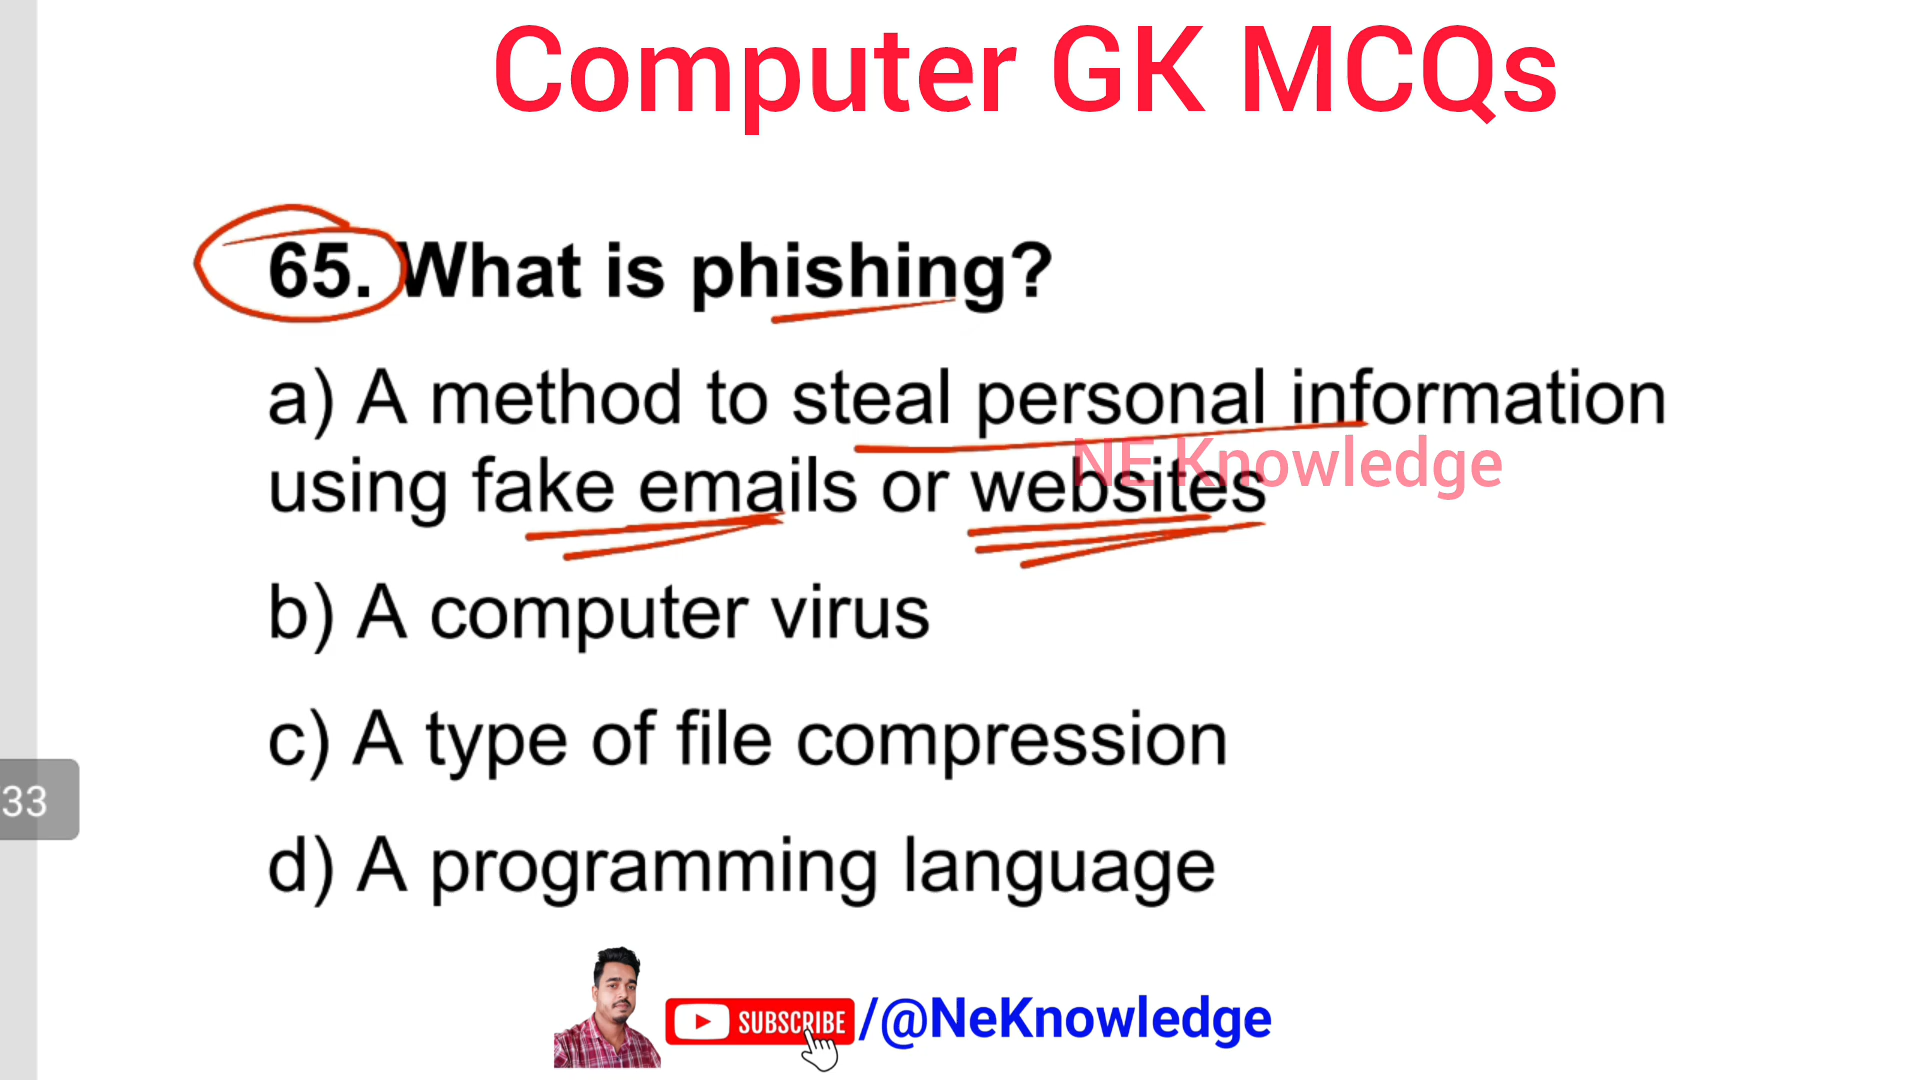 Computer GK MCQs
65. What is phishing?
a) A method to steal personal information
NE Knowledge
using fake emails or websites
b) A computer virus
c) A type of file compression
33
d) A programming language
SUBSCRIBE /@NeKnowledge